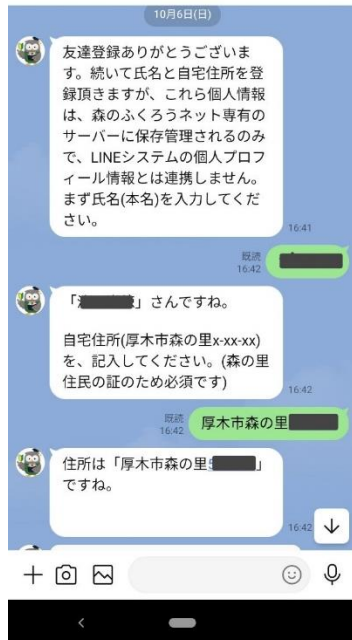 10月6日(日)
友達登録ありがとうございま
す。続いて氏名と自宅住所を登
録頂きますが、これら個人情報
は、森のふくろうネット専有の
サーバーに保存管理されるのみ
で、LINEシステムの個人プロフ
ィール情報とは連携しません。
まず氏名(本名)を入力してくだ
さい。
16:41
既読
16:42
「
」さんですね。
自宅住所(厚木市森の里x-xx-xx)
を、記入してください。(森の里
住民の証のため必須です)
16:42
既読
16:42
厚木市森の里
住所は「厚木市森の里
」
ですね。
16:42